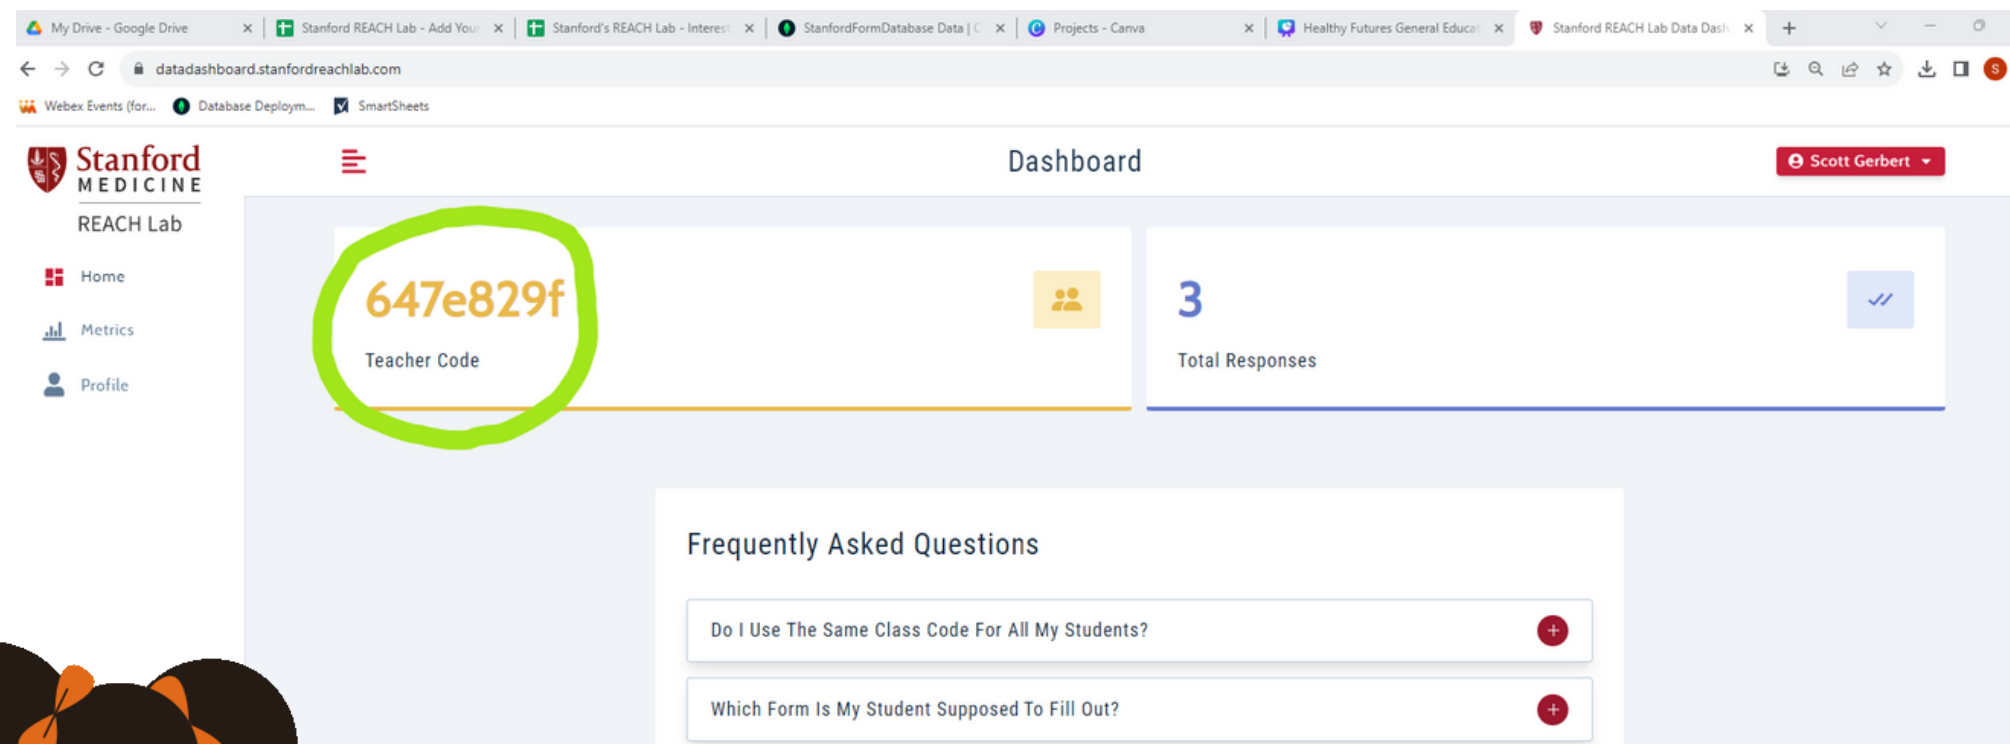 My Drive - Google Drive
Stanford REACH Lab - Add Your
Stanford's REACH Lab - Interest
StanfordFormDatabase Data | C
Projects - Canva
Healthy Futures General Educat
Stanford REACH Lab Data Dash
datadashboard.stanfordreachlab.com
S
Webex Events (for...
Database Deploym...
SmartSheets
Stanford
MEDICINE
REACH Lab
Dashboard
Scott Gerbert
Home
Metrics
Profile
647e829f
Teacher Code
3
Total Responses
Frequently Asked Questions
Do I Use The Same Class Code For All My Students?
Which Form Is My Student Supposed To Fill Out?